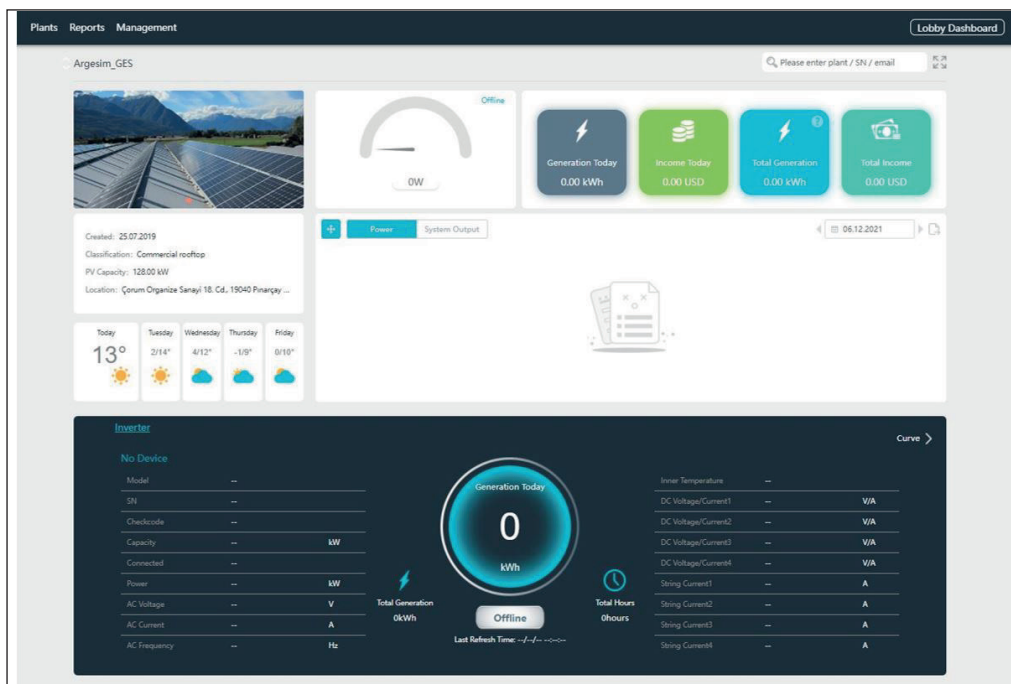 Plants Reports Management
Lobby Dashboard
Argesim_GES
Please enter plant / SN / email
Offline
0W
Generation Today
0.00 kWh
Income Today
0.00 USD
Total Generation
0.00 kWh
Total Income
0.00 USD
Created: 25.07.2019
Classification: Commercial rooftop
PV Capacity: 128.00 kW
Location: Çorum Organize Sanayi 18. Cd., 19040 Pınarçay ...
Power System Output
06.12.2021
Today Tuesday Wednesday Thursday Friday
13° 2/14° 4/12° -1/9° 0/10°
Inverter
Curve
No Device
Model --
SN --
Checkcode --
Capacity -- kW
Connected --
Power -- kW
AC Voltage -- V
AC Current -- A
AC Frequency -- Hz
Generation Today
0
kWh
Total Generation
0kWh
Total Hours
0hours
Offline
Last Refresh Time: --/--/-- --:--:--
Inner Temperature --
DC Voltage/Current1 -- V/A
DC Voltage/Current2 -- V/A
DC Voltage/Current3 -- V/A
DC Voltage/Current4 -- V/A
String Current1 -- A
String Current2 -- A
String Current3 -- A
String Current4 -- A